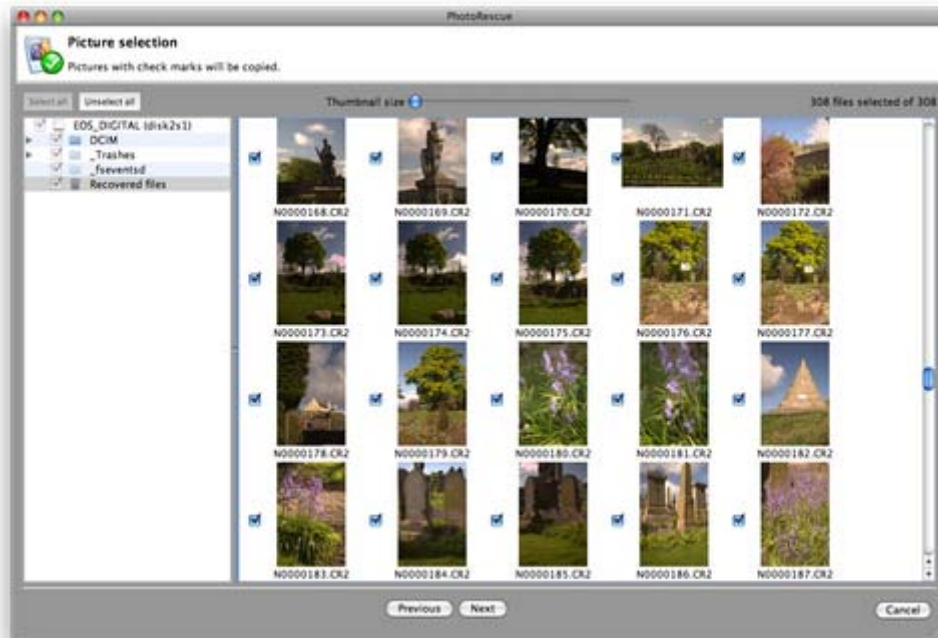 PhotoRescue
Picture selection
Pictures with check marks will be copied.
Select all Unselect all Thumbnail size 308 files selected of 308
EOS_DIGITAL (disk2s1)
DCIM
_Trashes
_fseventsd
Recovered files
N0000168.CR2 N0000169.CR2 N0000170.CR2 N0000171.CR2 N0000172.CR2
N0000173.CR2 N0000174.CR2 N0000175.CR2 N0000176.CR2 N0000177.CR2
N0000178.CR2 N0000179.CR2 N0000180.CR2 N0000181.CR2 N0000182.CR2
N0000183.CR2 N0000184.CR2 N0000185.CR2 N0000186.CR2 N0000187.CR2
Previous Next Cancel